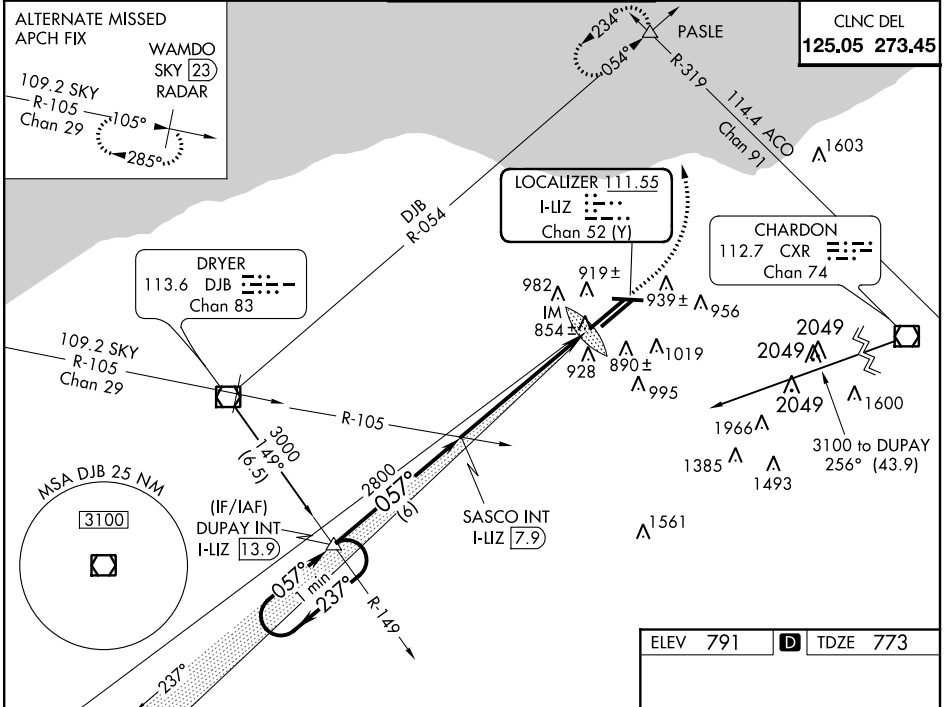 ALTERNATE MISSED
APCH FIX
WAMDO
SKY 23
RADAR
109.2 SKY
R-105
Chan 29
105°
285°
234°
054°
PASLE
CLNC DEL
125.05 273.45
R-319
114.4 ACO
Chan 91
1603
DJB
R-054
LOCALIZER 111.55
I-LIZ
Chan 52 (Y)
CHARDON
112.7 CXR
Chan 74
DRYER
113.6 DJB
Chan 83
982
919±
IM
854±
939±
956
928
890±
1019
995
2049
2049
2049
1600
1966
1385
1493
3100 to DUPAY
256° (43.9)
109.2 SKY
R-105
Chan 29
R-105
3000
149°
(6.5)
2800
057°
(6)
MSA DJB 25 NM
3100
(IF/IAF)
DUPAY INT
I-LIZ 13.9
SASCO INT
I-LIZ 7.9
1561
057°
1 min
237°
R-149
237°
ELEV 791 D TDZE 773